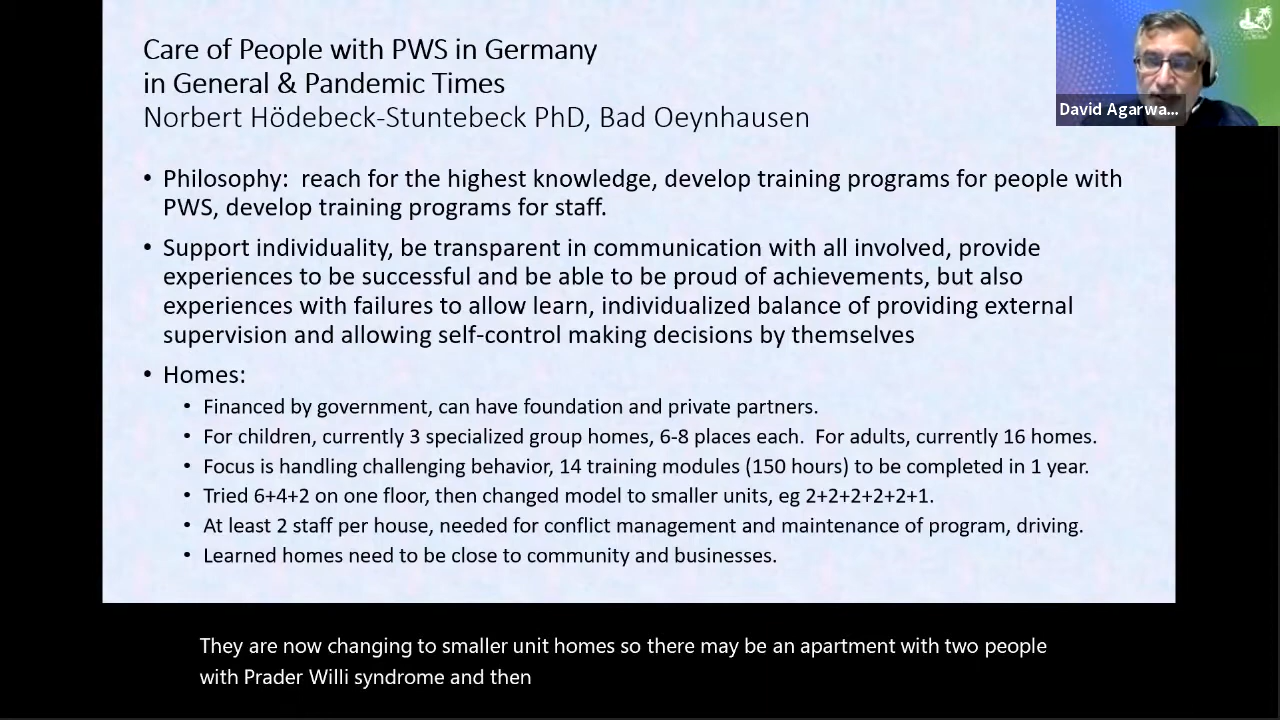 Care of People with PWS in Germany
in General & Pandemic Times
Norbert Hödebeck-Stuntebeck PhD, Bad Oeynhausen
David Agarwa...
• Philosophy:  reach for the highest knowledge, develop training programs for people with
PWS, develop training programs for staff.
• Support individuality, be transparent in communication with all involved, provide
experiences to be successful and be able to be proud of achievements, but also
experiences with failures to allow learn, individualized balance of providing external
supervision and allowing self-control making decisions by themselves
• Homes:
• Financed by government, can have foundation and private partners.
• For children, currently 3 specialized group homes, 6-8 places each.  For adults, currently 16 homes.
• Focus is handling challenging behavior, 14 training modules (150 hours) to be completed in 1 year.
• Tried 6+4+2 on one floor, then changed model to smaller units, eg 2+2+2+2+2+1.
• At least 2 staff per house, needed for conflict management and maintenance of program, driving.
• Learned homes need to be close to community and businesses.
They are now changing to smaller unit homes so there may be an apartment with two people
with Prader Willi syndrome and then